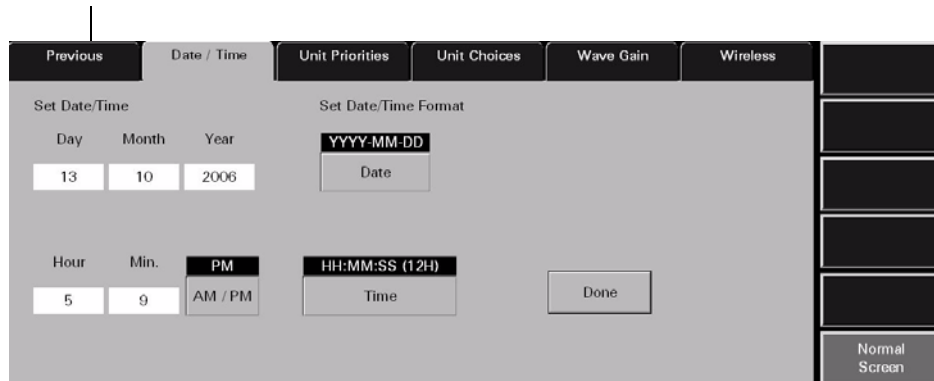 Previous Date / Time Unit Priorities Unit Choices Wave Gain Wireless
Set Date/Time Set Date/Time Format
Day Month Year YYYY-MM-DD
13 10 2006 Date
Hour Min. PM HH:MM:SS (12H)
5 9 AM / PM Time Done
Normal
Screen